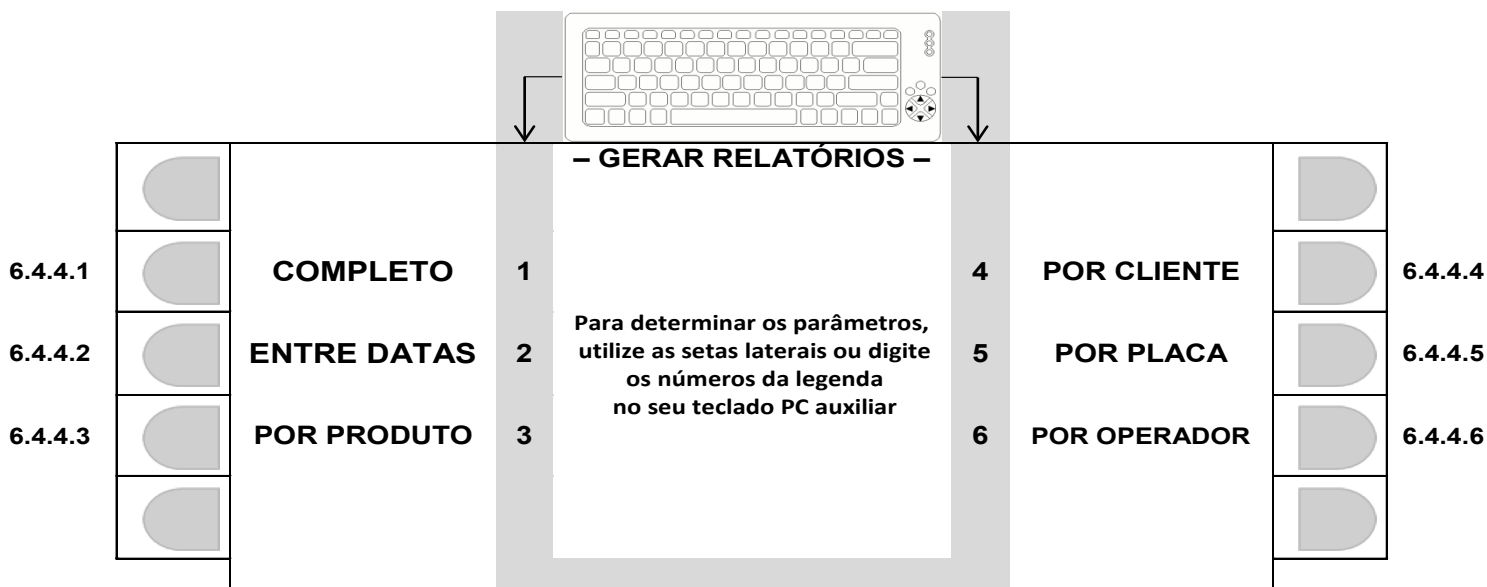 – GERAR RELATÓRIOS –
6.4.4.1 COMPLETO 1 4 POR CLIENTE 6.4.4.4
Para determinar os parâmetros,
6.4.4.2 ENTRE DATAS 2 utilize as setas laterais ou digite 5 POR PLACA 6.4.4.5
os números da legenda
no seu teclado PC auxiliar
6.4.4.3 POR PRODUTO 3 6 POR OPERADOR 6.4.4.6